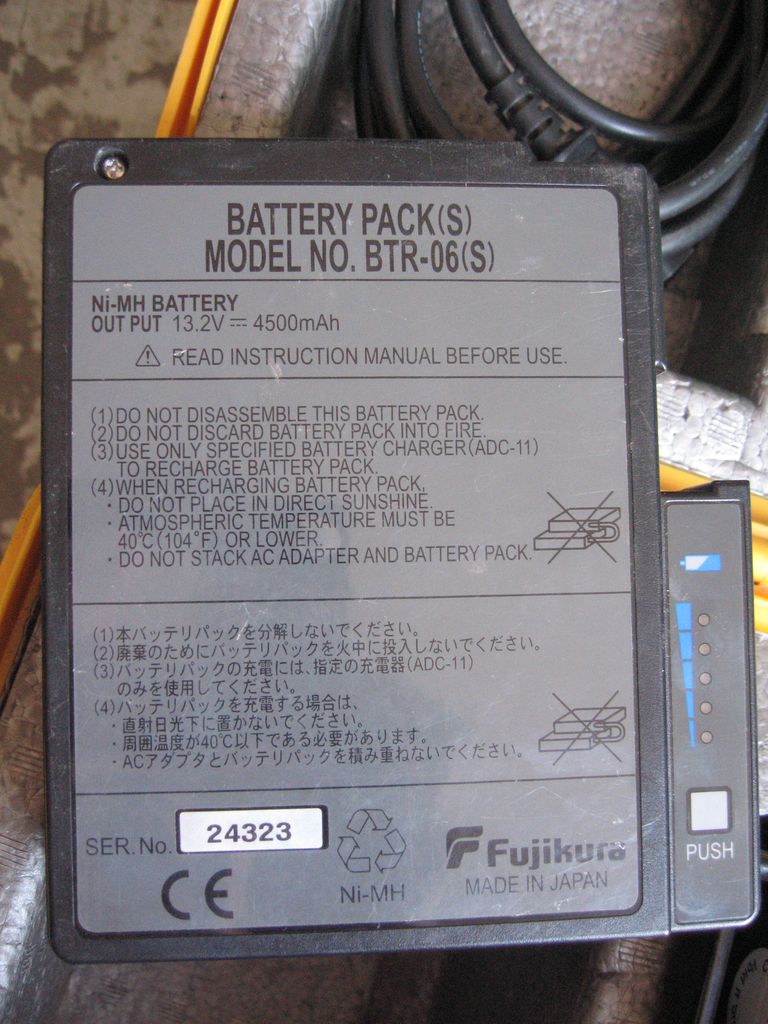 BATTERY PACK(S)
MODEL NO. BTR-06(S)
Ni-MH BATTERY
OUT PUT 13.2V ⎓ 4500mAh
⚠ READ INSTRUCTION MANUAL BEFORE USE.
(1)DO NOT DISASSEMBLE THIS BATTERY PACK.
(2)DO NOT DISCARD BATTERY PACK INTO FIRE.
(3)USE ONLY SPECIFIED BATTERY CHARGER(ADC-11)
TO RECHARGE BATTERY PACK.
(4)WHEN RECHARGING BATTERY PACK,
・DO NOT PLACE IN DIRECT SUNSHINE.
・ATMOSPHERIC TEMPERATURE MUST BE
40℃(104°F) OR LOWER.
・DO NOT STACK AC ADAPTER AND BATTERY PACK.
(1)本バッテリパックを分解しないでください。
(2)廃棄のためにバッテリパックを火中に投入しないでください。
(3)バッテリパックの充電には、指定の充電器(ADC-11)
のみを使用してください。
(4)バッテリパックを充電する場合は、
・直射日光下に置かないでください。
・周囲温度が40℃以下である必要があります。
・ACアダプタとバッテリパックを積み重ねないでください。
SER. No. 24323
CE
Ni-MH
Fujikura
MADE IN JAPAN
PUSH